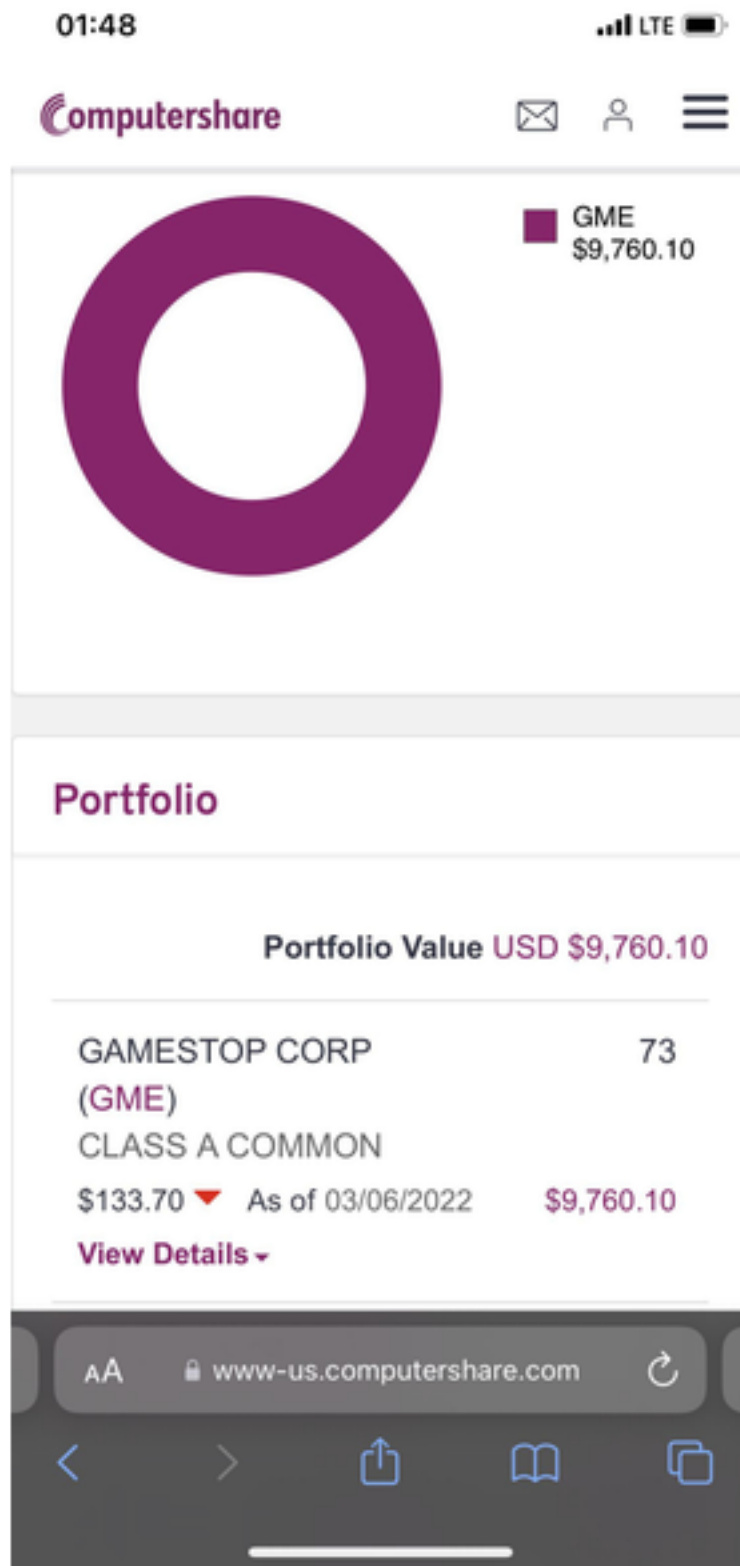 01:48 LTE
Computershare
GME
$9,760.10
Portfolio
Portfolio Value USD $9,760.10
GAMESTOP CORP 73
(GME)
CLASS A COMMON
$133.70 As of 03/06/2022 $9,760.10
View Details
AA www-us.computershare.com